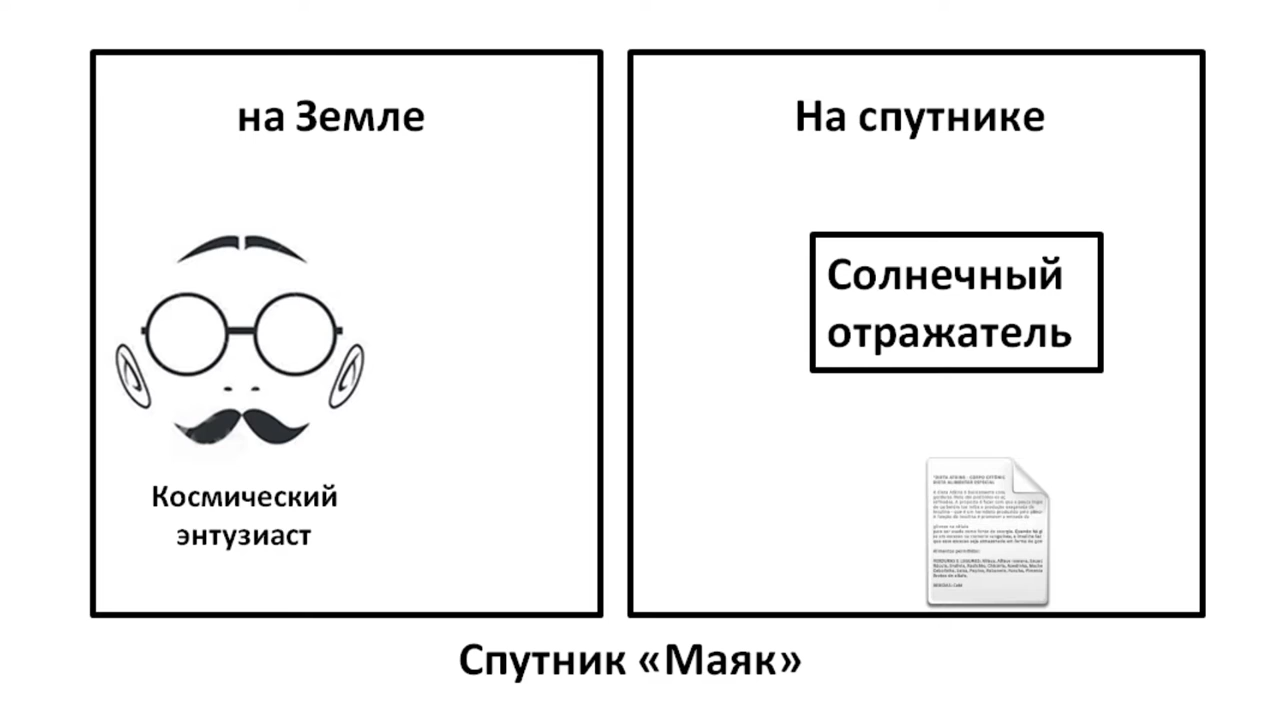 на Земле
На спутнике
Солнечный
отражатель
Космический
энтузиаст
Спутник «Маяк»